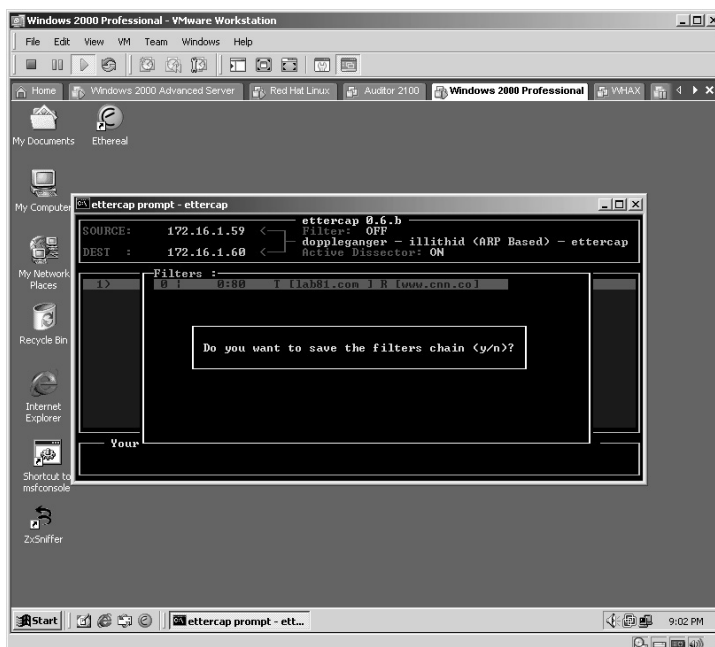 Windows 2000 Professional - VMware Workstation
File Edit View VM Team Windows Help
Home Windows 2000 Advanced Server Red Hat Linux Auditor 2100 Windows 2000 Professional WHAX
My Documents
Ethereal
My Computer
ettercap prompt - ettercap
ettercap 0.6.b
SOURCE: 172.16.1.59 Filter: OFF
doppleganger - illithid (ARP Based) - ettercap
DEST : 172.16.1.60 Active Dissector: ON
My Network Places
Filters :
1) 0 | 0:80 T [lab81.com ] R [www.cnn.co]
Recycle Bin
Do you want to save the filters chain (y/n)?
Internet Explorer
Your
Shortcut to msfconsole
ZxSniffer
Start
ettercap prompt - ett...
9:02 PM